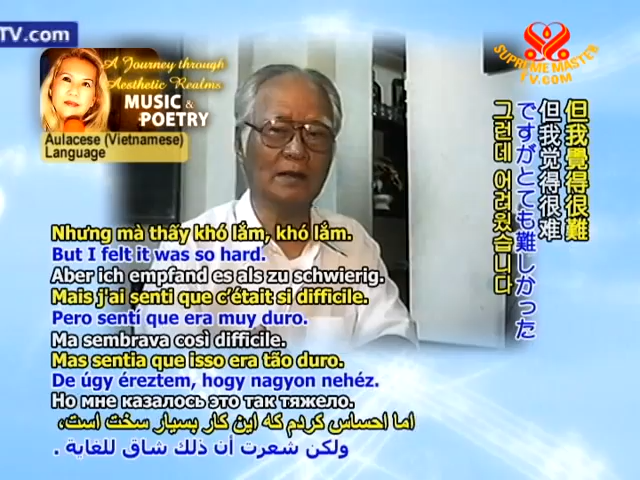 TV.com
A Journey through
Aesthetic Realms
MUSIC &
POETRY
Aulacese (Vietnamese)
Language
SUPREME MASTER
TV.COM
但我覺得很難
但我觉得很难
ですがとても難しかった
그런데 어려웠습니다
Nhưng mà thấy khó lắm, khó lắm.
But I felt it was so hard.
Aber ich empfand es als zu schwierig.
Mais j'ai senti que c'était si difficile.
Pero sentí que era muy duro.
Ma sembrava così difficile.
Mas sentia que isso era tão duro.
De úgy éreztem, hogy nagyon nehéz.
Но мне казалось это так тяжело.
اما احساس کردم که این کار بسیار سخت است،
ولكن شعرت أن ذلك شاق للغاية .